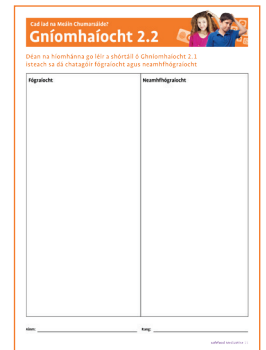 Cad iad na Meáin Chumarsáide?
Gníomhaíocht 2.2
Déan na híomhánna go léir a shórtáil ó Ghníomhaíocht 2.1
isteach sa dá chatagóir fógraíocht agus neamhfhógraíocht
Fógraíocht
Neamhfhógraíocht
Ainm:
Rang: